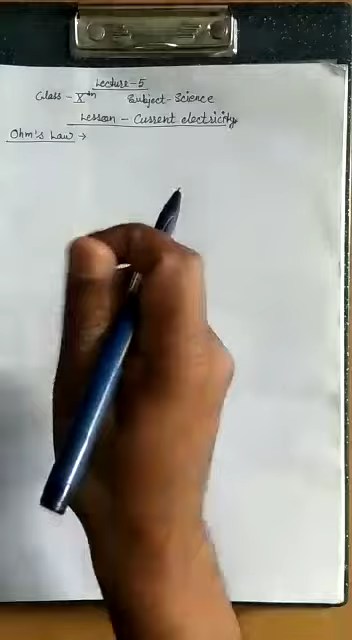 Lecture-5
Class - Xth Subject-Science
Lesson - Current electricity
Ohm's Law →